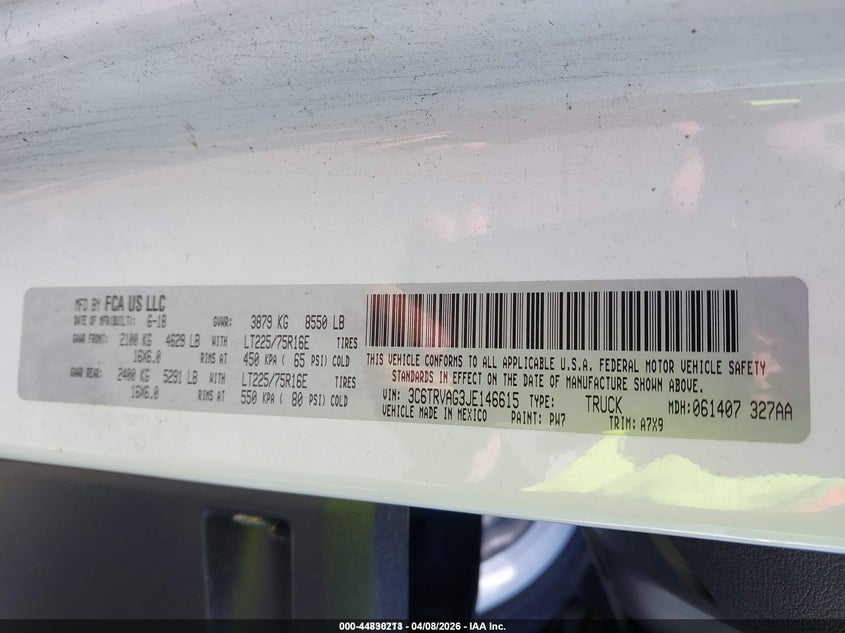 MFD BY FCA US LLC
DATE OF MFR(BUILT): 6-18 GVWR: 3879 KG 8550 LB
GAWR FRONT: 2100 KG 4629 LB WITH LT225/75R16E TIRES
16X6.0 RIMS AT 450 KPA ( 65 PSI) COLD
GAWR REAR: 2400 KG 5291 LB WITH LT225/75R16E TIRES
16X6.0 RIMS AT 550 KPA ( 80 PSI) COLD
THIS VEHICLE CONFORMS TO ALL APPLICABLE U.S.A. FEDERAL MOTOR VEHICLE SAFETY
STANDARDS IN EFFECT ON THE DATE OF MANUFACTURE SHOWN ABOVE.
VIN: 3C6TRVAG3JE146615 TYPE: TRUCK MDH:061407 327AA
VEHICLE MADE IN MEXICO PAINT: PW7 TRIM: A7X9
04/08/2026 - IAA Inc.